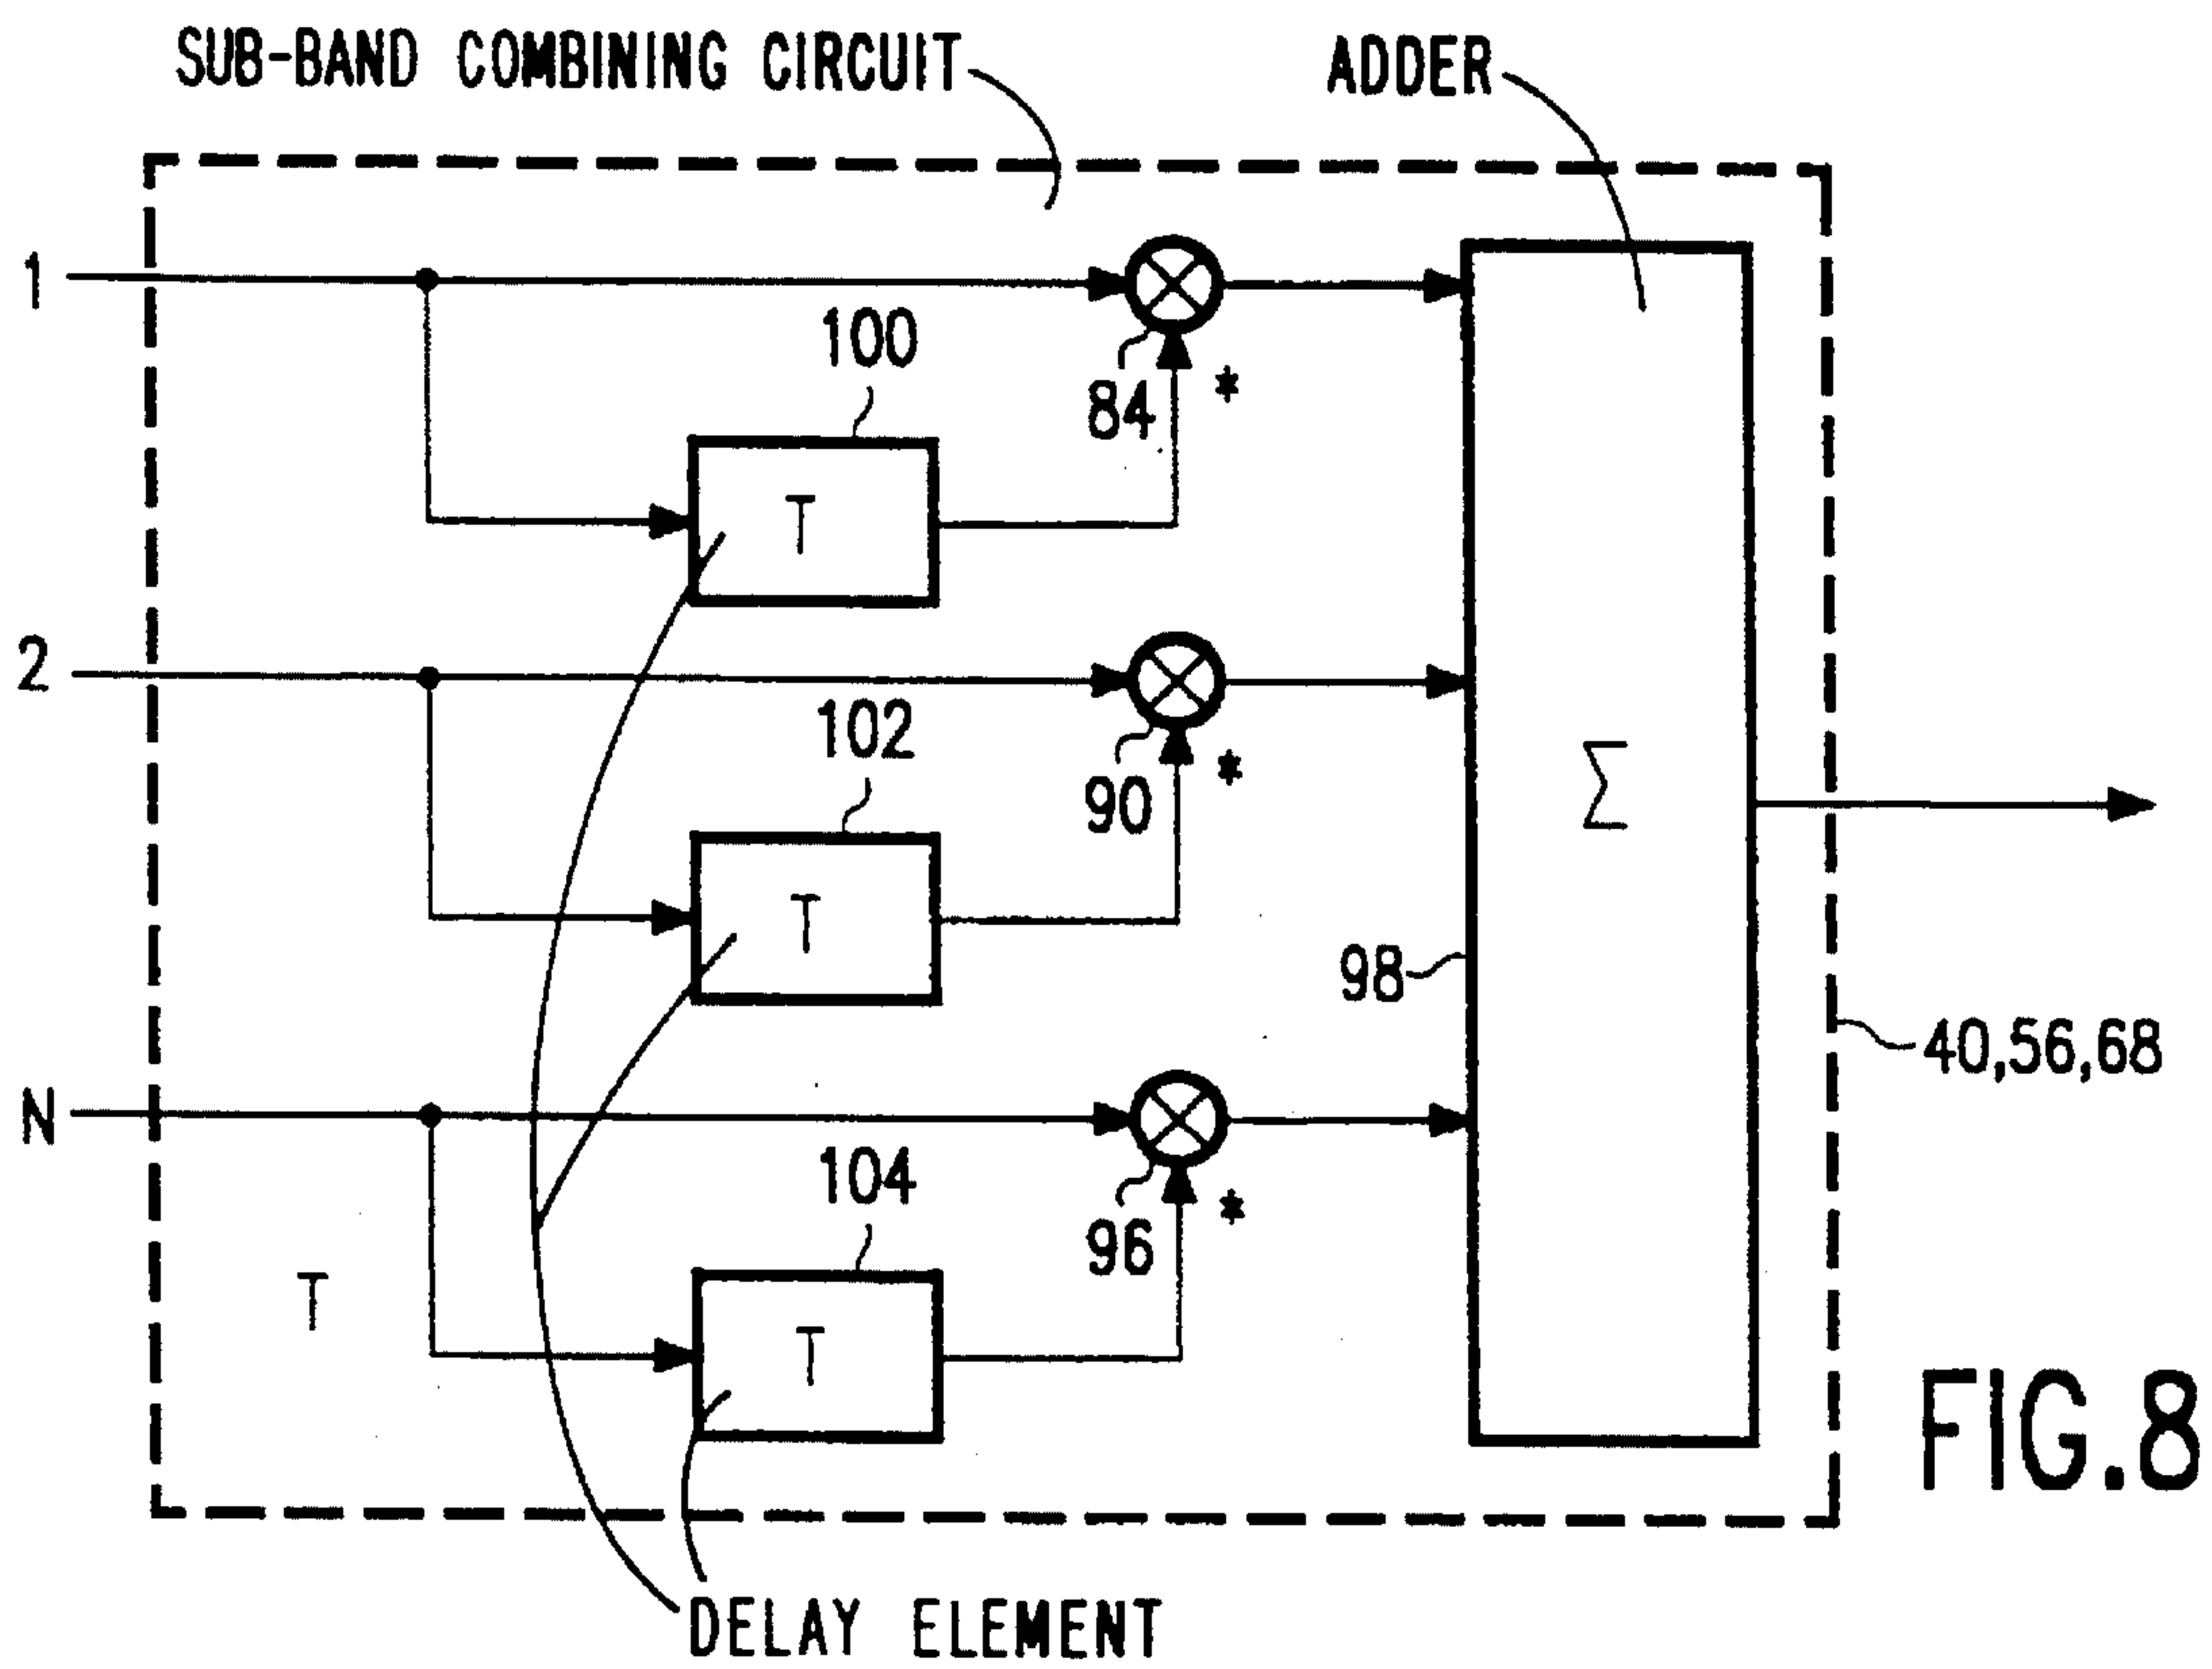 SUB-BAND COMBINING CIRCUIT
ADDER
1
100
84
*
T
2
102
90
*
T
Σ
98
40,56,68
N
104
96
*
T
T
FIG.8
DELAY ELEMENT